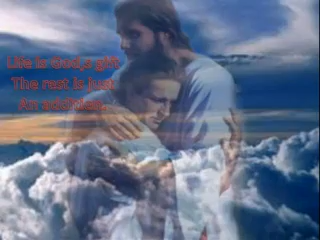 Life is God,s gift
The rest is just
An addition..